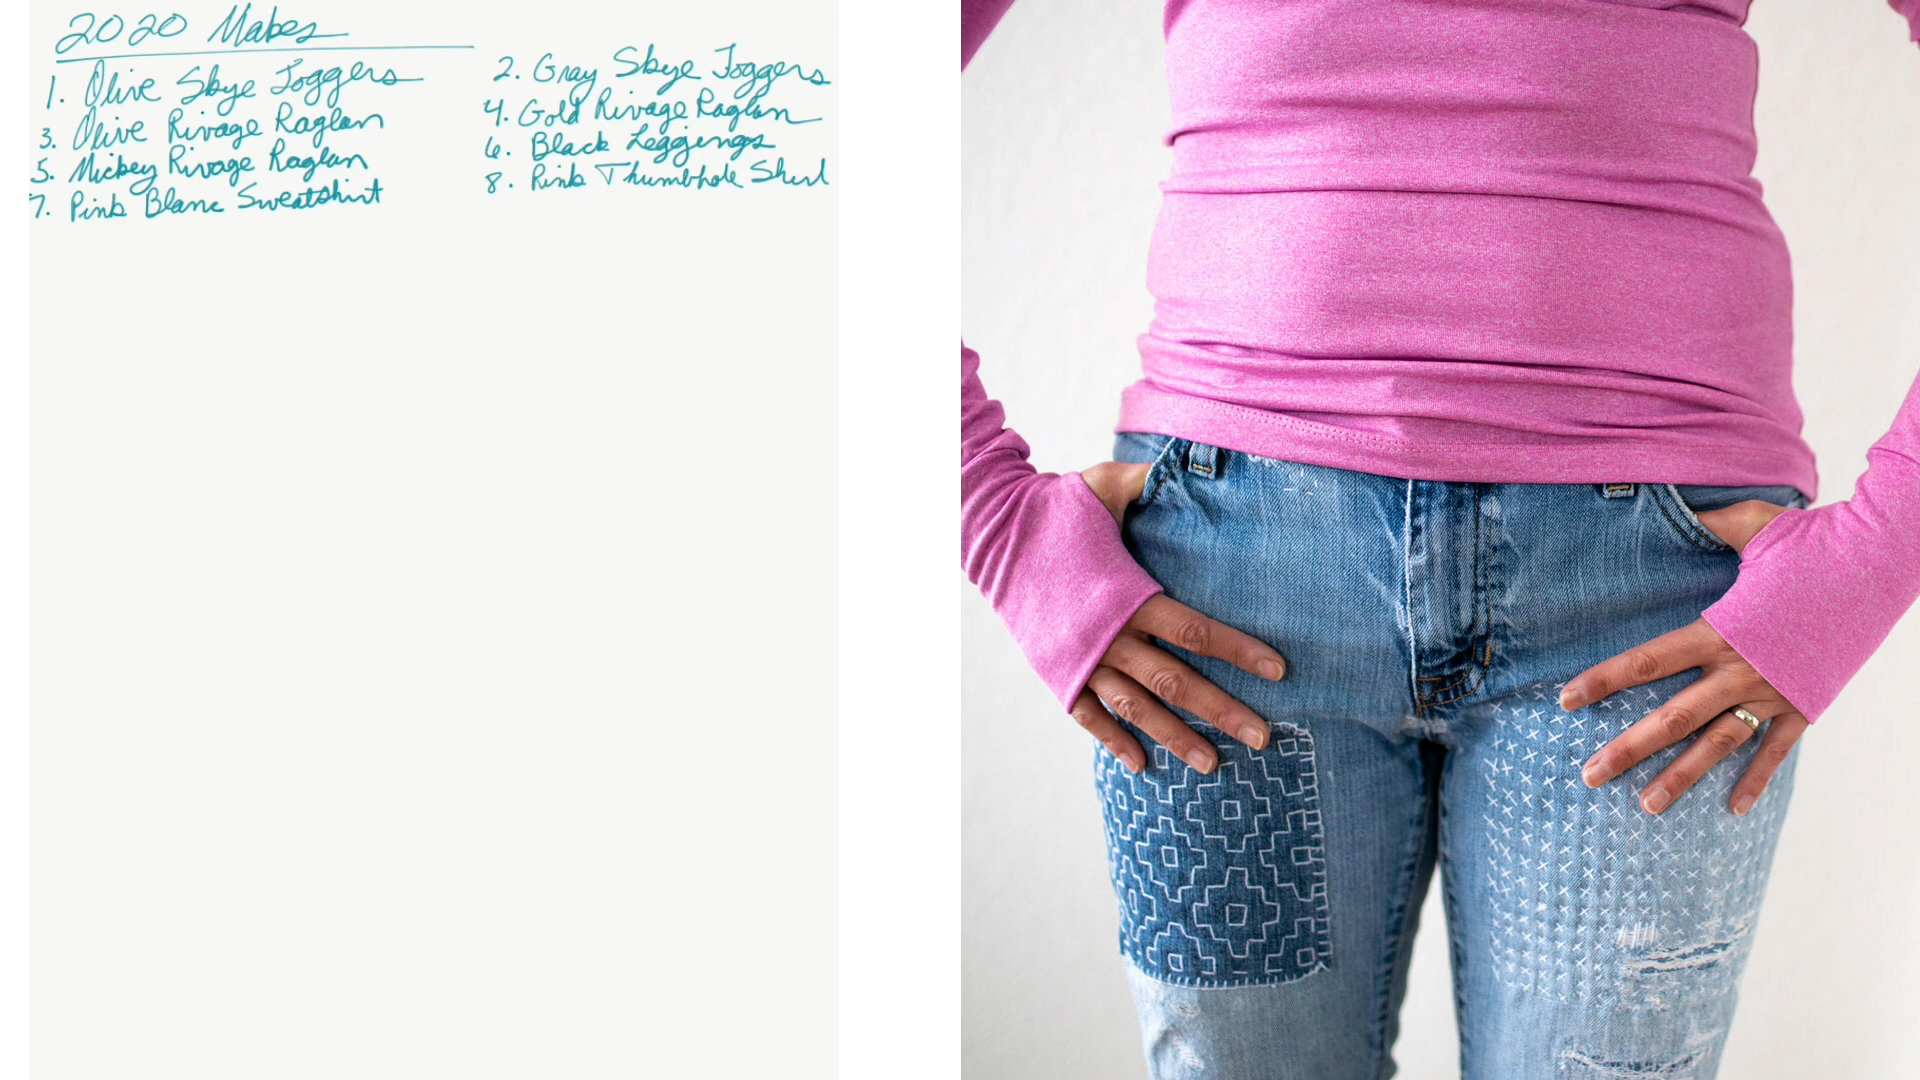 2020 Makes
1. Olive Skye Joggers
2. Gray Skye Joggers
3. Olive Rivage Raglan
4. Gold Rivage Raglan
5. Mickey Rivage Raglan
6. Black Leggings
7. Pink Blanc Sweatshirt
8. Pink Thumbhole Shirt